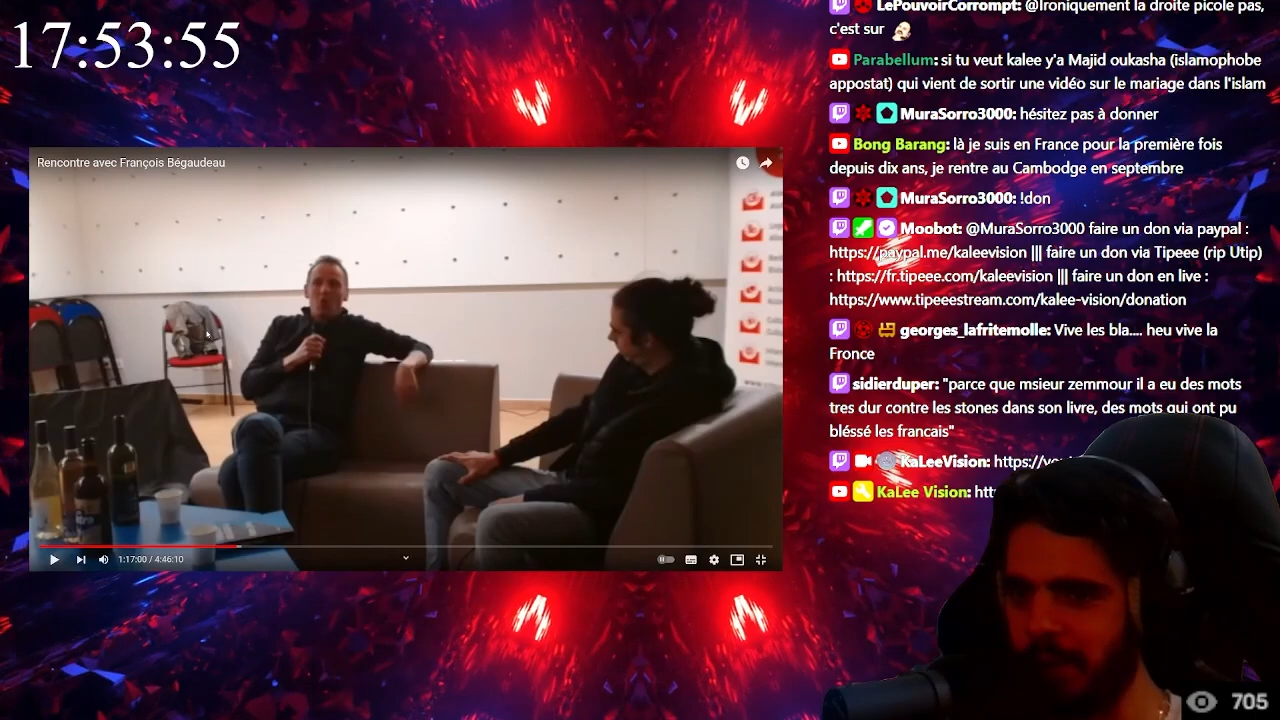 17:53:55
Rencontre avec François Bégaudeau
1:17:00 / 4:46:10
LePouvoirCorrompt: @Ironiquement la droite picole pas,
c'est sur
Parabellum: si tu veut kalee y'a Majid oukasha (islamophobe
appostat) qui vient de sortir une vidéo sur le mariage dans l'islam
MuraSorro3000: hésitez pas à donner
Bong Barang: là je suis en France pour la première fois
depuis dix ans, je rentre au Cambodge en septembre
MuraSorro3000: !don
Moobot: @MuraSorro3000 faire un don via paypal :
https://paypal.me/kaleevision ||| faire un don via Tipeee (rip Utip)
: https://fr.tipeee.com/kaleevision ||| faire un don en live :
https://www.tipeeestream.com/kalee-vision/donation
georges_lafritemolle: Vive les bla.... heu vive la
Fronce
sidierduper: "parce que msieur zemmour il a eu des mots
tres dur contre les stones dans son livre, des mots qui ont pu
bléssé les francais"
KaLeeVision:
KaLee Vision:
705